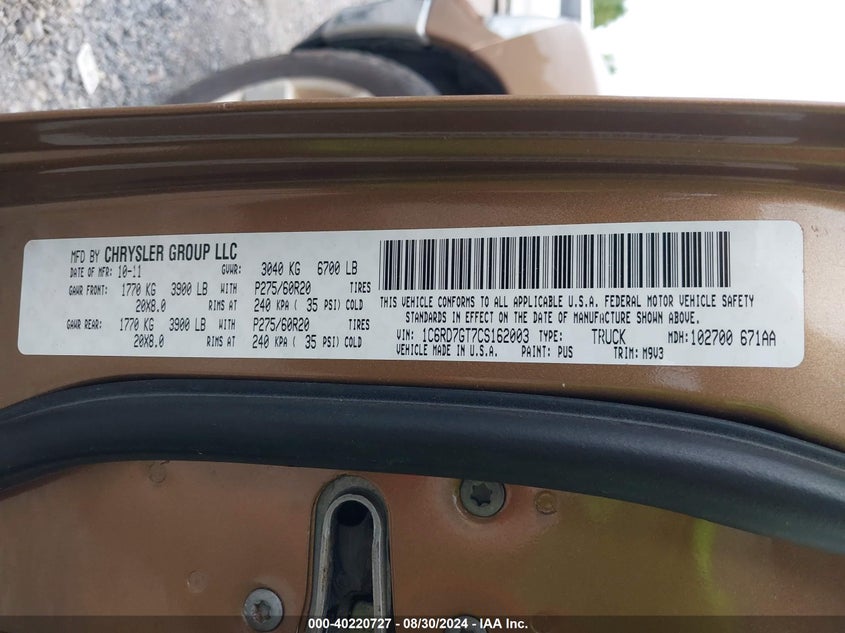 MFD BY CHRYSLER GROUP LLC
DATE OF MFR: 10-11 GVWR: 3040 KG 6700 LB
GAWR FRONT: 1770 KG 3900 LB WITH P275/60R20 TIRES
20X8.0 RIMS AT 240 KPA ( 35 PSI) COLD
GAWR REAR: 1770 KG 3900 LB WITH P275/60R20 TIRES
20X8.0 RIMS AT 240 KPA ( 35 PSI) COLD
THIS VEHICLE CONFORMS TO ALL APPLICABLE U.S.A. FEDERAL MOTOR VEHICLE SAFETY
STANDARDS IN EFFECT ON THE DATE OF MANUFACTURE SHOWN ABOVE.
VIN: 1C6RD7GT7CS162003 TYPE: TRUCK MDH: 102700 671AA
VEHICLE MADE IN U.S.A. PAINT: PUS TRIM: M9V3
000-40220727 - 08/30/2024 - © IAA Inc.